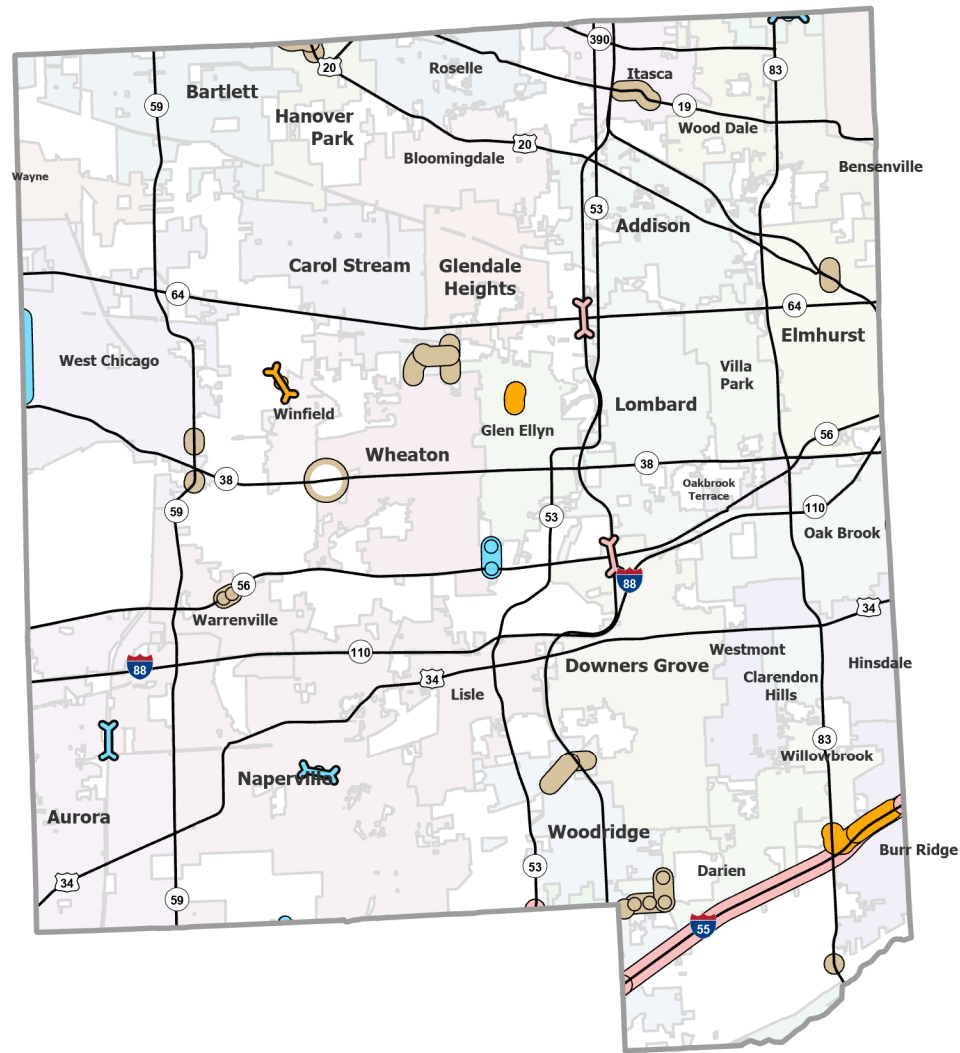 390
83
59
20
Roselle
Itasca
Bartlett
19
Hanover
Park
Wood Dale
20
Bloomingdale
Bensenville
Wayne
53
Addison
Carol Stream
Glendale
Heights
64
64
Elmhurst
West Chicago
Villa
Park
Winfield
Lombard
Glen Ellyn
56
Wheaton
38
38
Oakbrook
Terrace
59
53
110
Oak Brook
56
88
34
Warrenville
110
Westmont
88
Downers Grove
Hinsdale
34
Clarendon
Hills
Lisle
83
Willowbrook
Naperville
Aurora
Woodridge
Burr Ridge
53
Darien
34
59
55